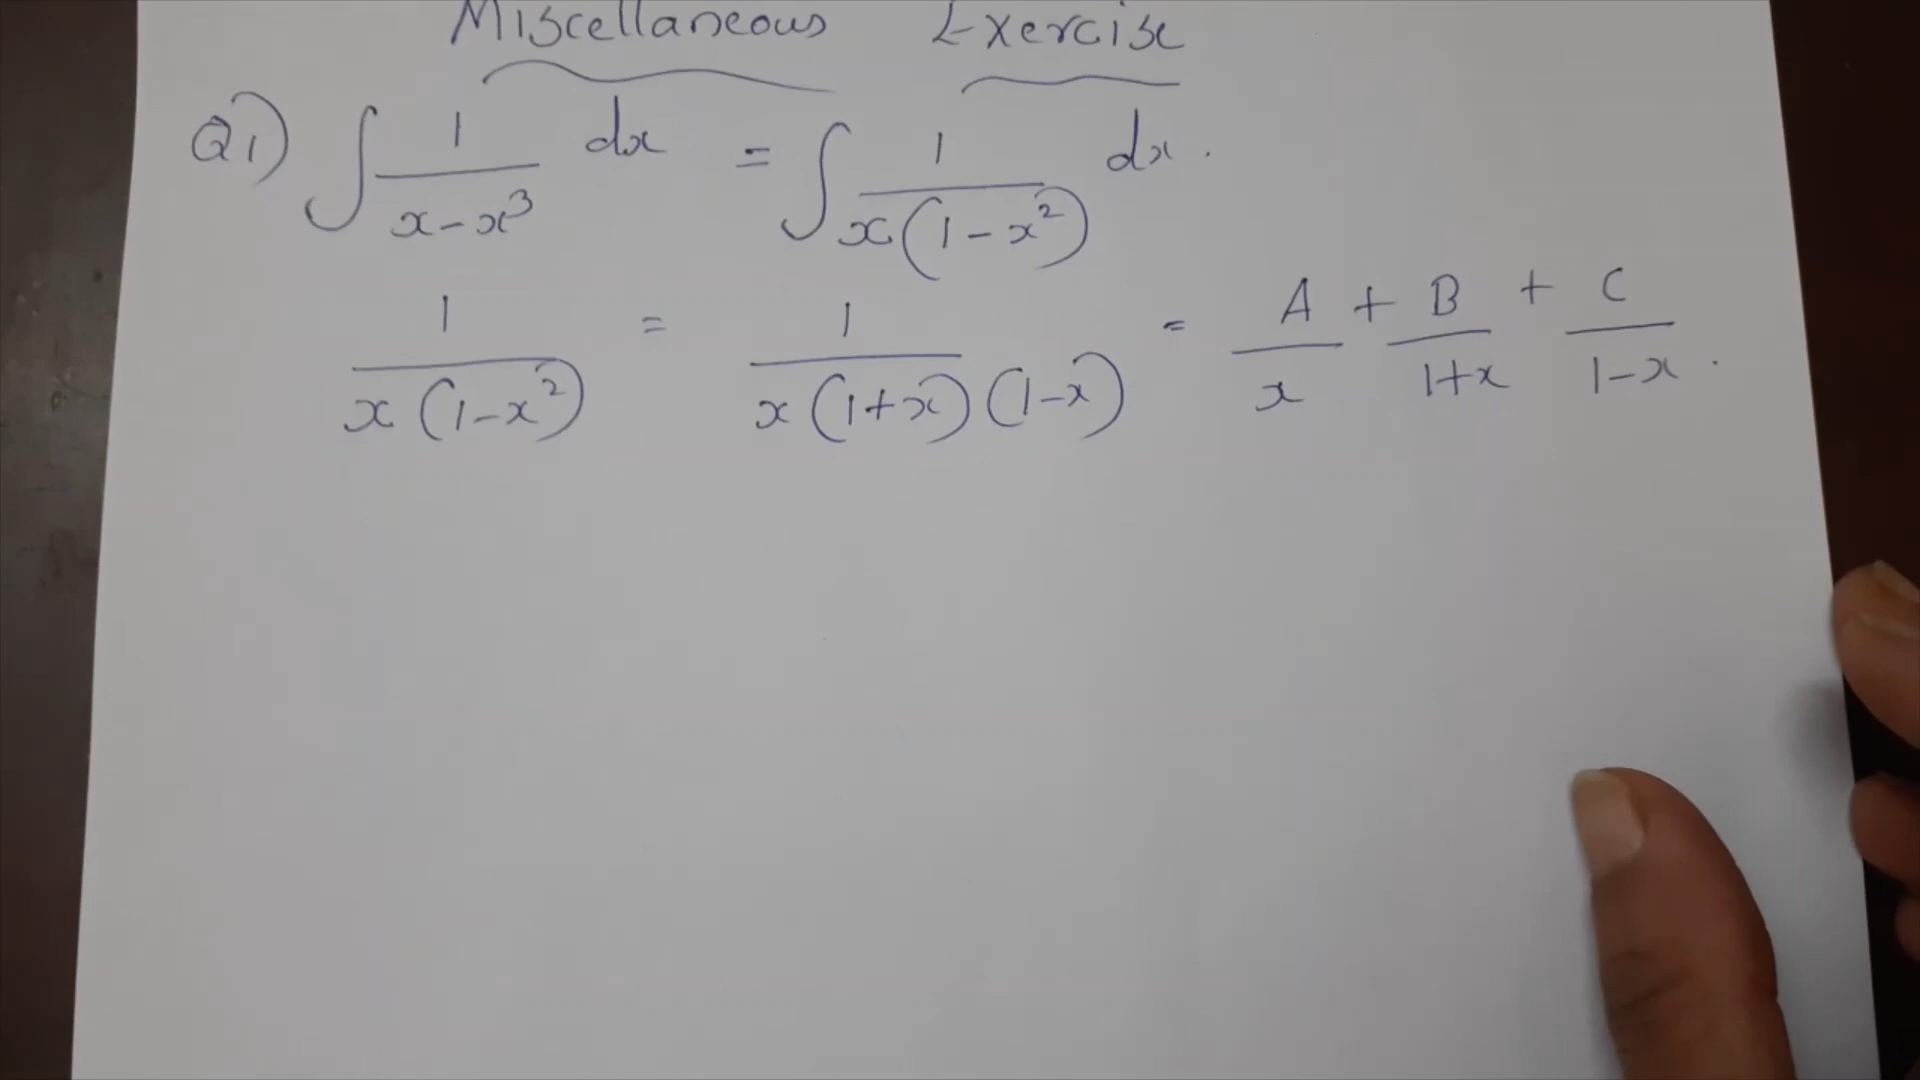 Miscellaneous Exercise
Q1) ∫ 1/(x-x³) dx = ∫ 1/(x(1-x²)) dx.
1/(x(1-x²)) = 1/(x(1+x)(1-x)) = A/x + B/(1+x) + C/(1-x).